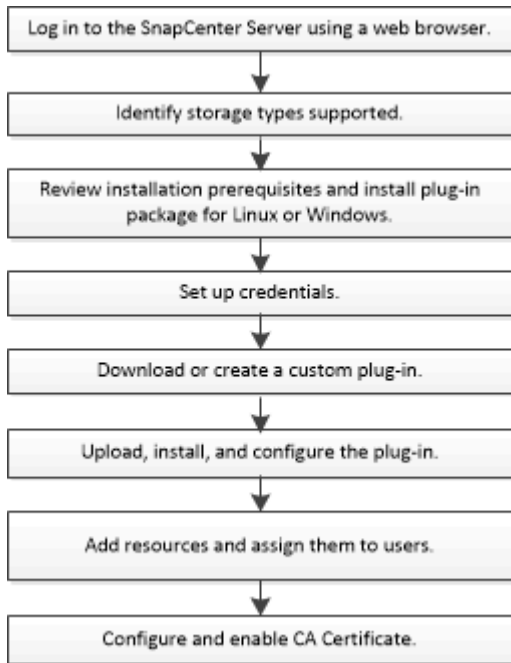 Log in to the SnapCenter Server using a web browser.
Identify storage types supported.
Review installation prerequisites and install plug-in
package for Linux or Windows.
Set up credentials.
Download or create a custom plug-in.
Upload, install, and configure the plug-in.
Add resources and assign them to users.
Configure and enable CA Certificate.